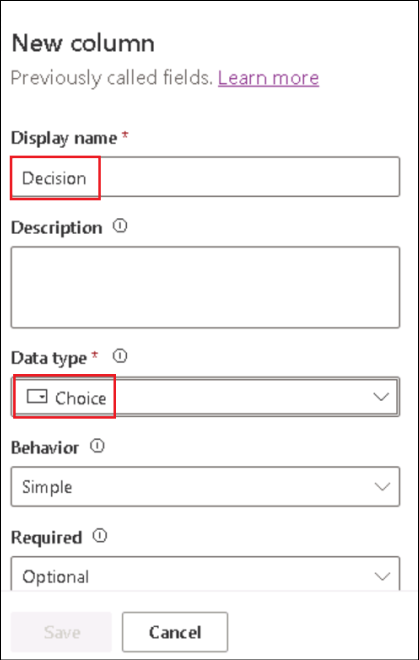 New column
Previously called fields. Learn more
Display name *
Decision
Description
Data type *
Choice
Behavior
Simple
Required
Optional
Save
Cancel